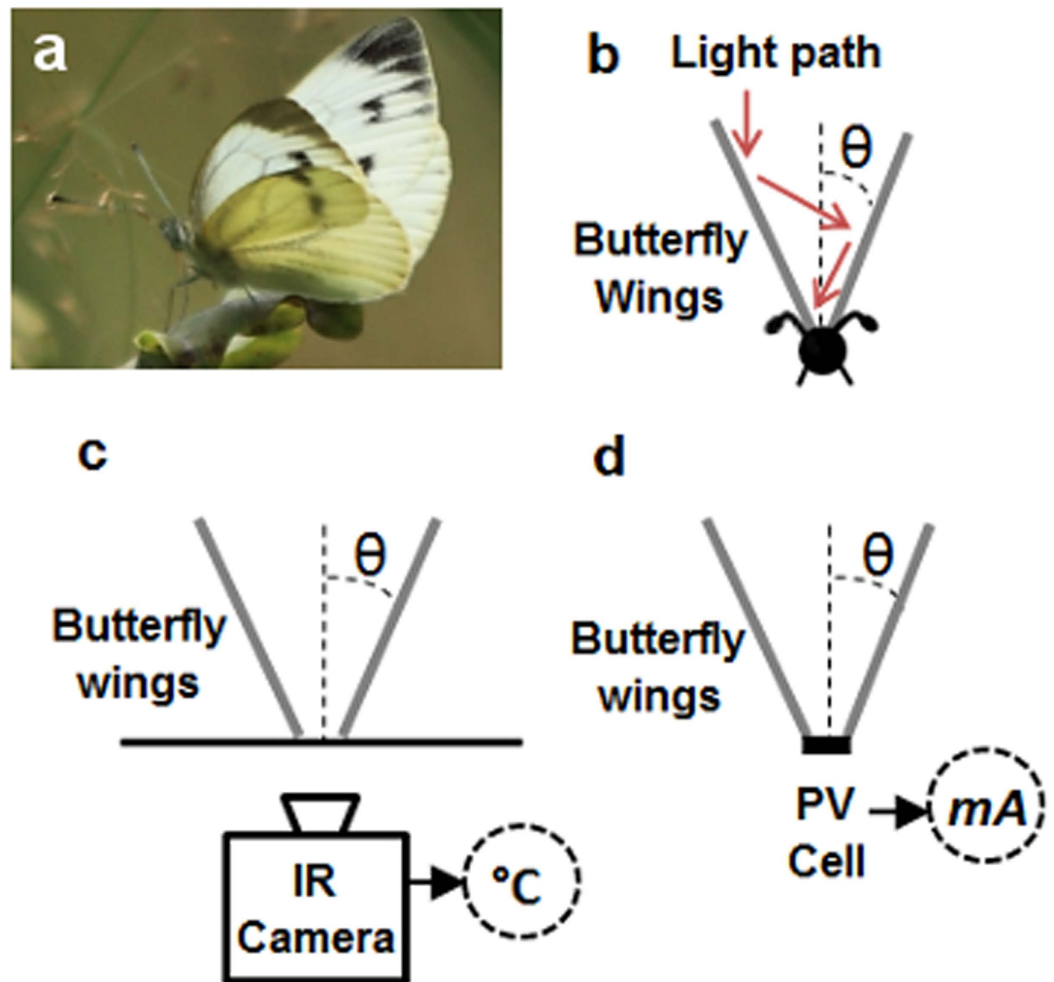 a
b
Light path
θ
Butterfly
Wings
c
θ
Butterfly
wings
IR
Camera
°C
d
θ
Butterfly
wings
PV
Cell
mA